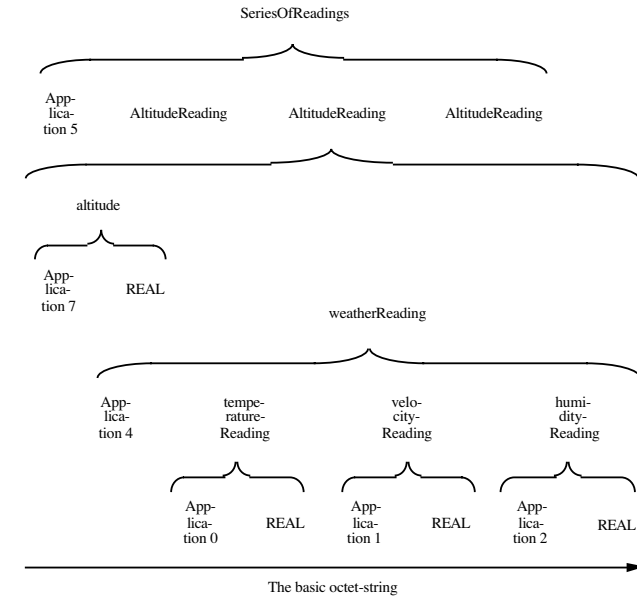 SeriesOfReadings
App-
lica-
tion 5
AltitudeReading
AltitudeReading
AltitudeReading
altitude
App-
lica-
tion 7
REAL
weatherReading
App-
lica-
tion 4
tempe-
rature-
Reading
velo-
city-
Reading
humi-
dity-
Reading
App-
lica-
tion 0
REAL
App-
lica-
tion 1
REAL
App-
lica-
tion 2
REAL
The basic octet-string